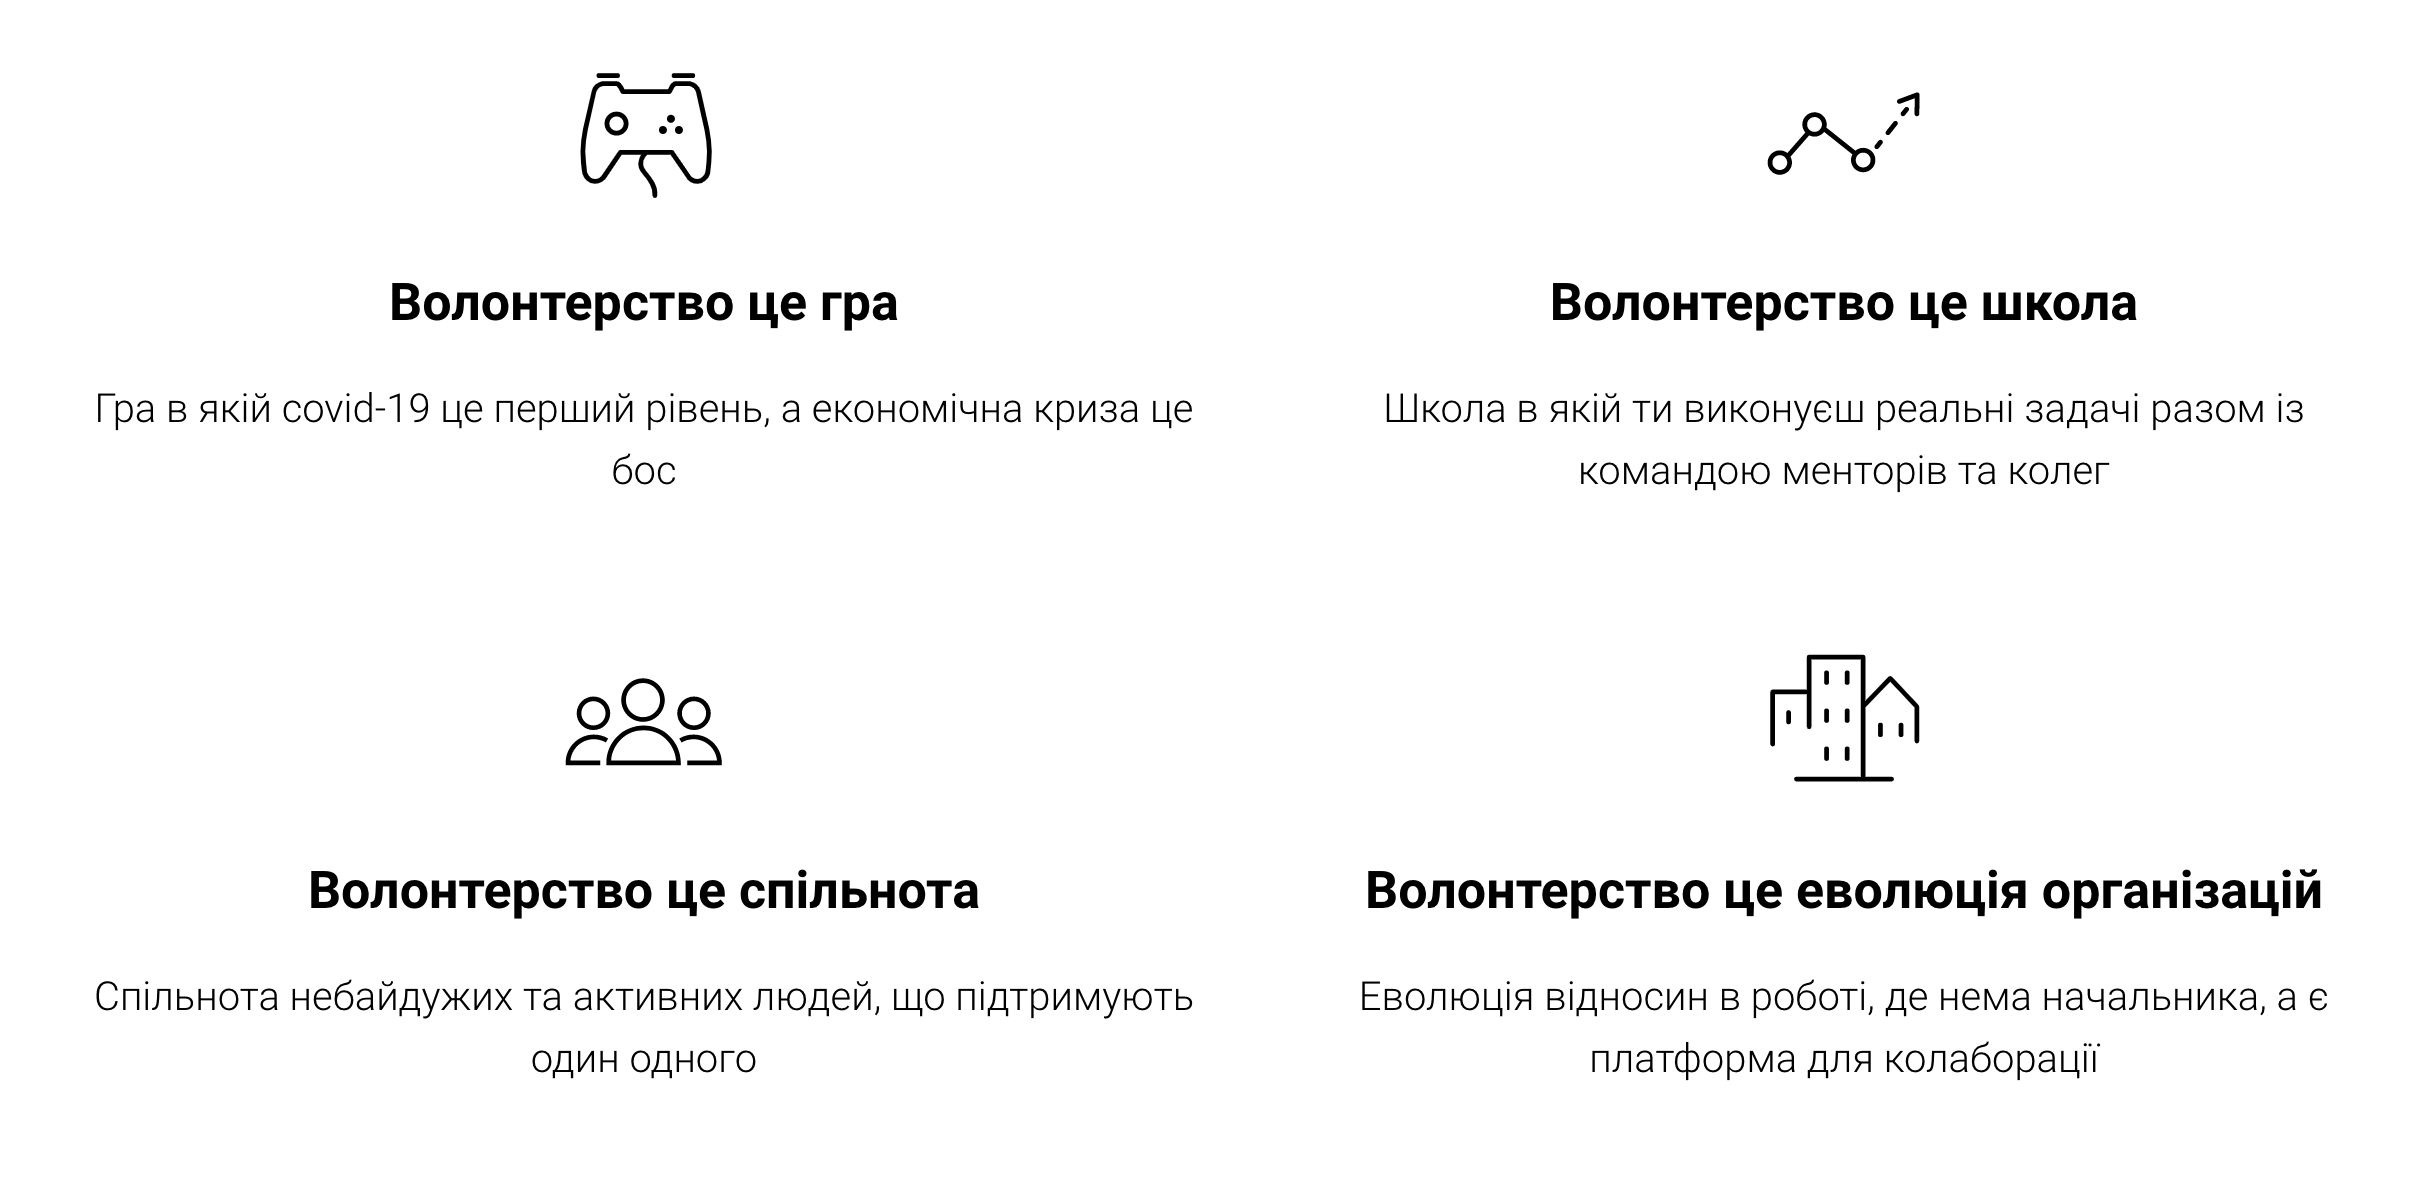 Волонтерство це гра
Гра в якій covid-19 це перший рівень, а економічна криза це
бос
Волонтерство це школа
Школа в якій ти виконуєш реальні задачі разом із
командою менторів та колег
Волонтерство це спільнота
Спільнота небайдужих та активних людей, що підтримують
один одного
Волонтерство це еволюція організацій
Еволюція відносин в роботі, де нема начальника, а є
платформа для колаборації